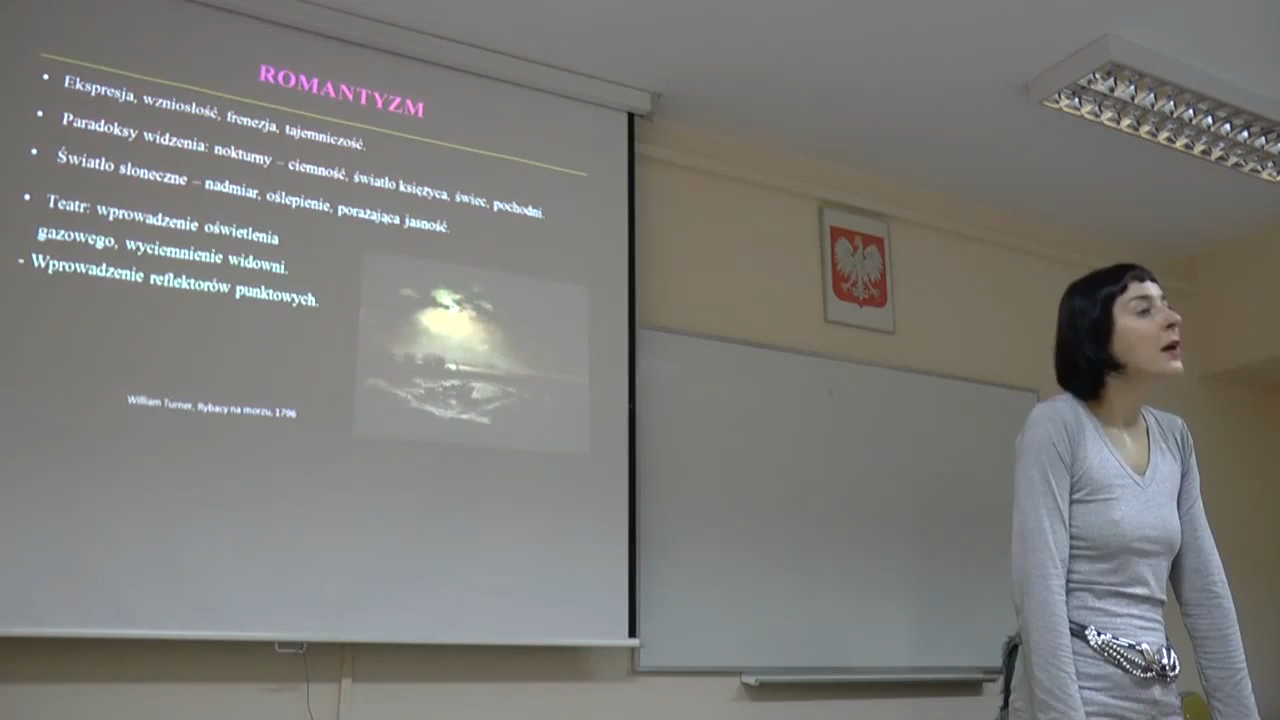 ROMANTYZM
• Ekspresja, wzniosłość, frenezja, tajemniczość.
• Paradoksy widzenia: nokturny – ciemność, światło księżyca, świec, pochodni.
• Światło słoneczne – nadmiar, oślepienie, porażająca jasność.
• Teatr: wprowadzenie oświetlenia
gazowego, wyciemnienie widowni.
- Wprowadzenie reflektorów punktowych.
William Turner, Rybacy na morzu, 1796